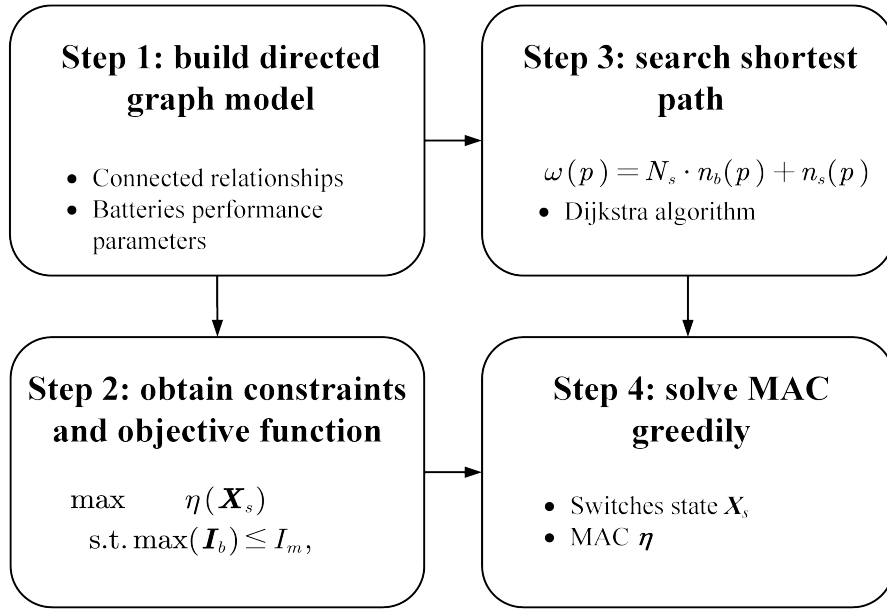 Step 1: build directed
graph model
• Connected relationships
• Batteries performance
parameters
Step 3: search shortest
path
ω(p) = N_s · n_b(p) + n_s(p)
• Dijkstra algorithm
Step 2: obtain constraints
and objective function
max η(X_s)
s.t. max(I_b) ≤ I_m,
Step 4: solve MAC
greedily
• Switches state X_s
• MAC η